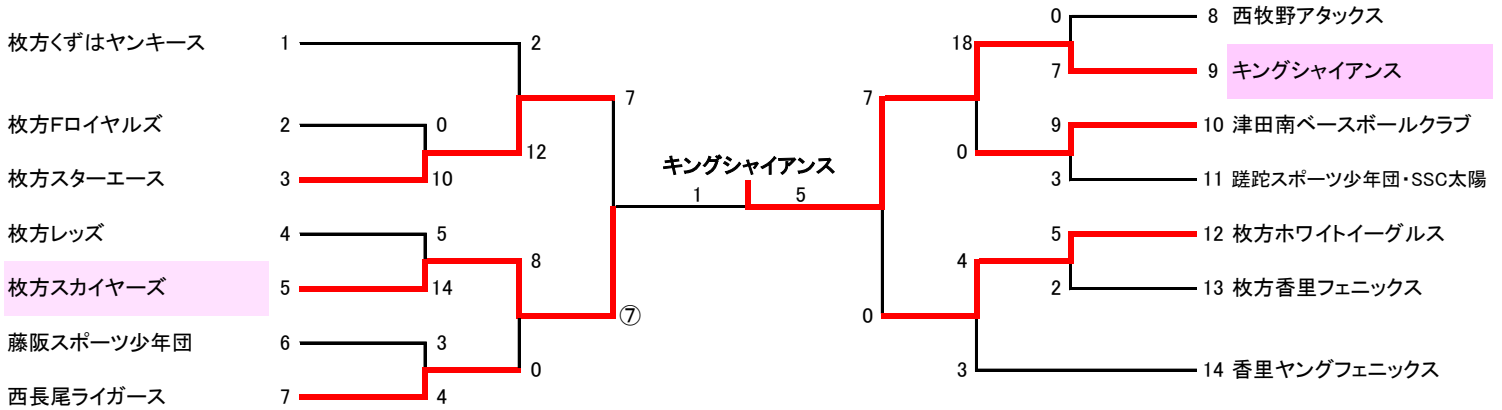 枚方くずはヤンキース 1 2
7
枚方Fロイヤルズ 2 0
12
枚方スターエース 3 10
枚方レッズ 4 5
8
枚方スカイヤーズ 5 14
⑦
藤阪スポーツ少年団 6 3
0
西長尾ライガース 7 4
キングシャイアンス
1 5
0 8 西牧野アタックス
18
7 9 キングシャイアンス
7
9 10 津田南ベースボールクラブ
0
3 11 蹉跎スポーツ少年団・SSC太陽
5 12 枚方ホワイトイーグルス
4
2 13 枚方香里フェニックス
0
3 14 香里ヤングフェニックス